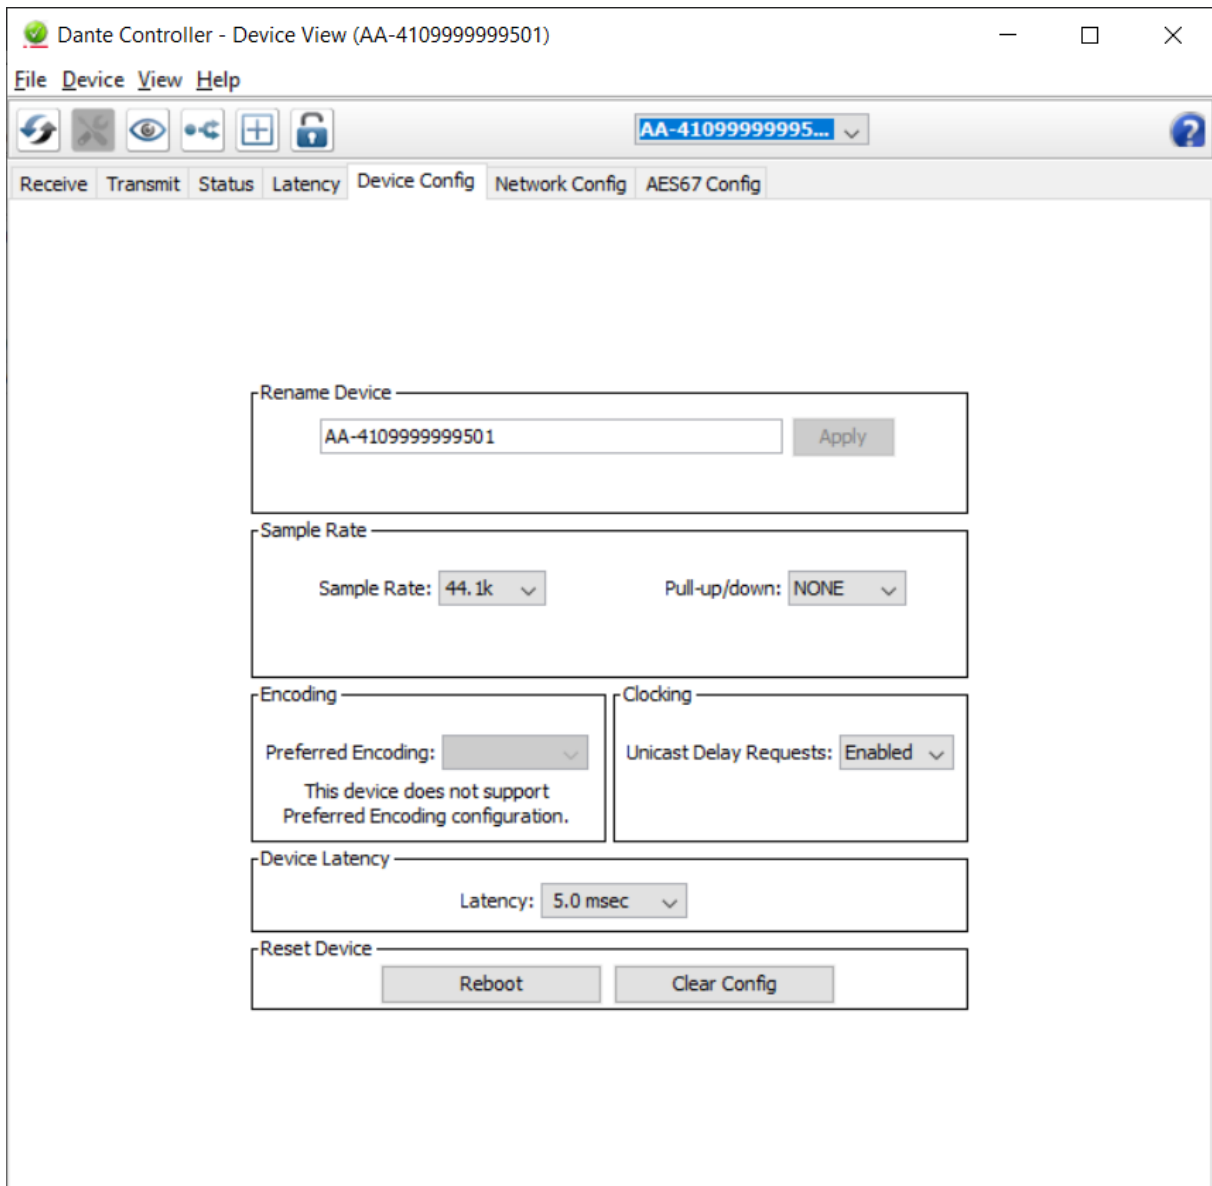 Dante Controller - Device View (AA-4109999999501)
File Device View Help
AA-41099999995...
Receive Transmit Status Latency Device Config Network Config AES67 Config
Rename Device
AA-4109999999501 Apply
Sample Rate
Sample Rate: 44.1k Pull-up/down: NONE
Encoding Clocking
Preferred Encoding: Unicast Delay Requests: Enabled
This device does not support
Preferred Encoding configuration.
Device Latency
Latency: 5.0 msec
Reset Device
Reboot Clear Config